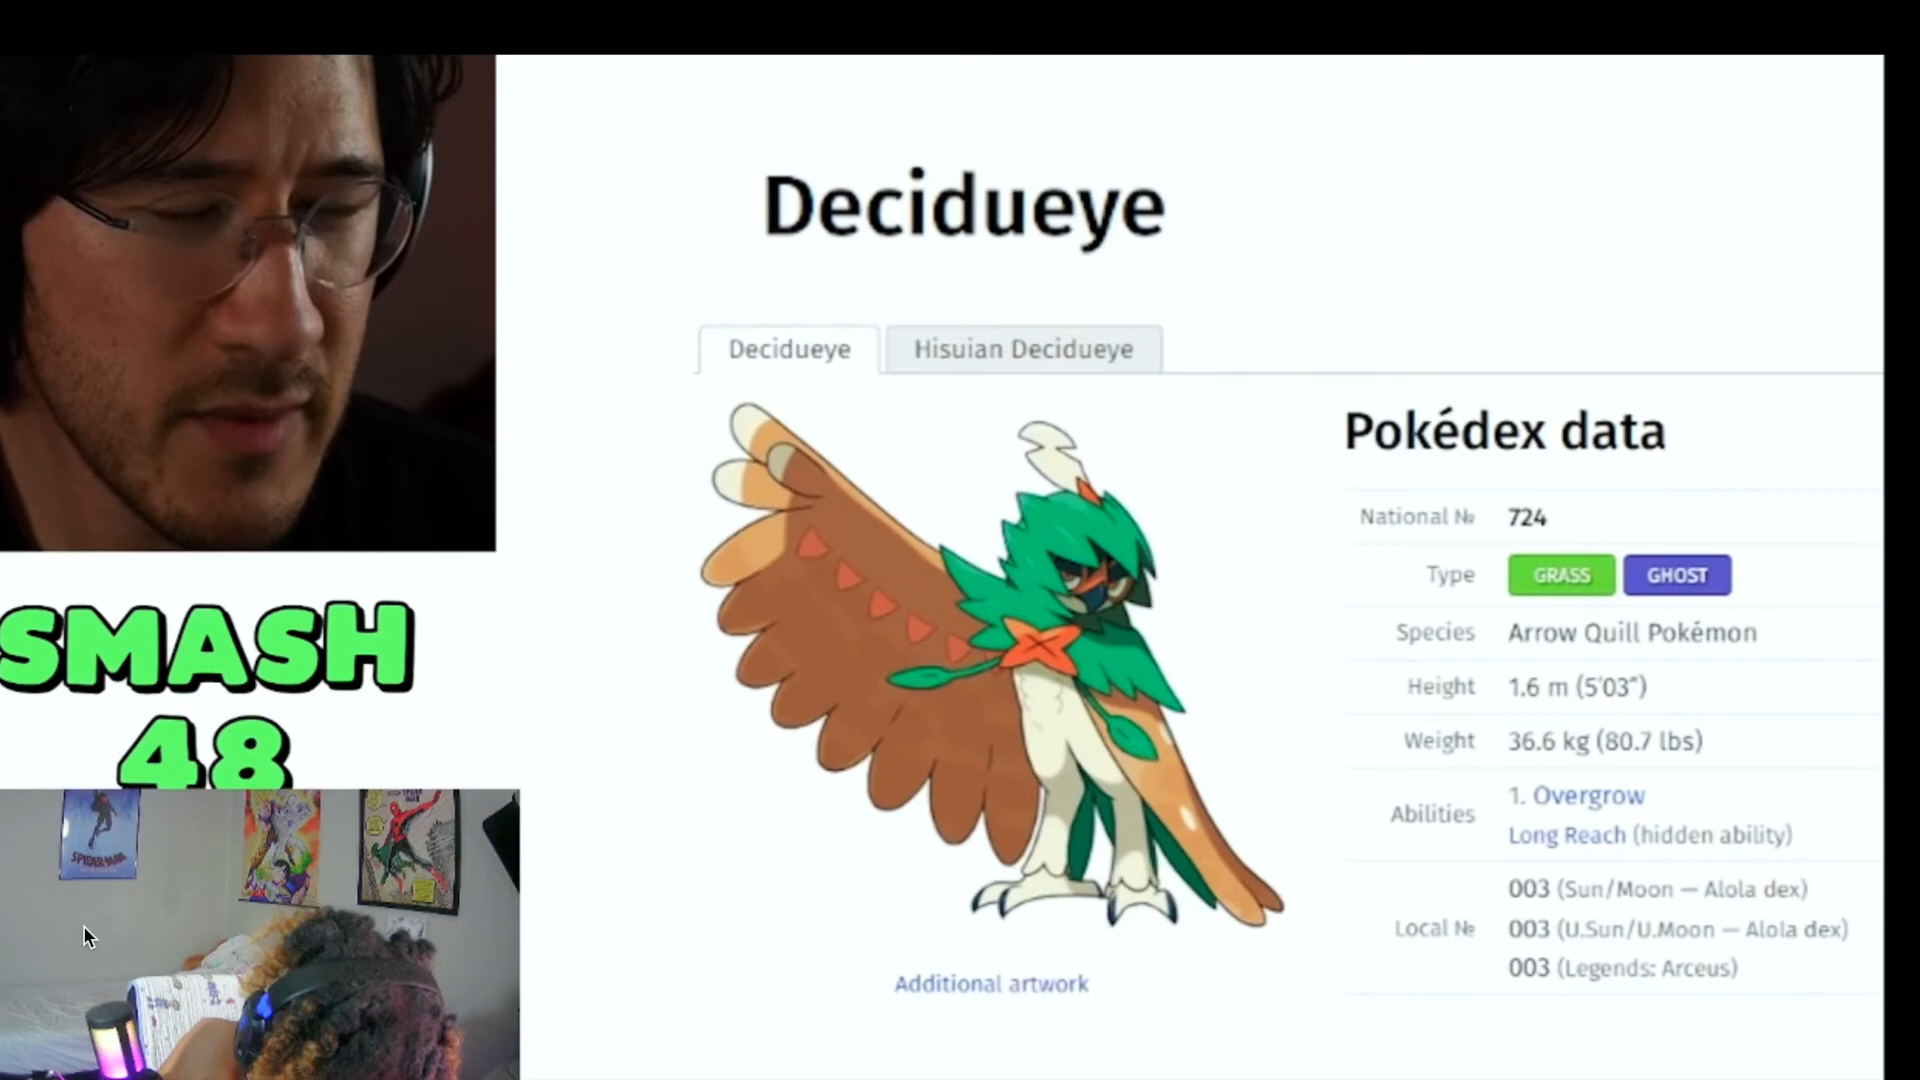 Decidueye
Decidueye
Hisuian Decidueye
Pokédex data
National № 724
Type GRASS GHOST
Species Arrow Quill Pokémon
Height 1.6 m (5'03")
Weight 36.6 kg (80.7 lbs)
Abilities 1. Overgrow
Long Reach (hidden ability)
Local № 003 (Sun/Moon — Alola dex)
003 (U.Sun/U.Moon — Alola dex)
003 (Legends: Arceus)
Additional artwork
SMASH
48
SPIDER-MAN